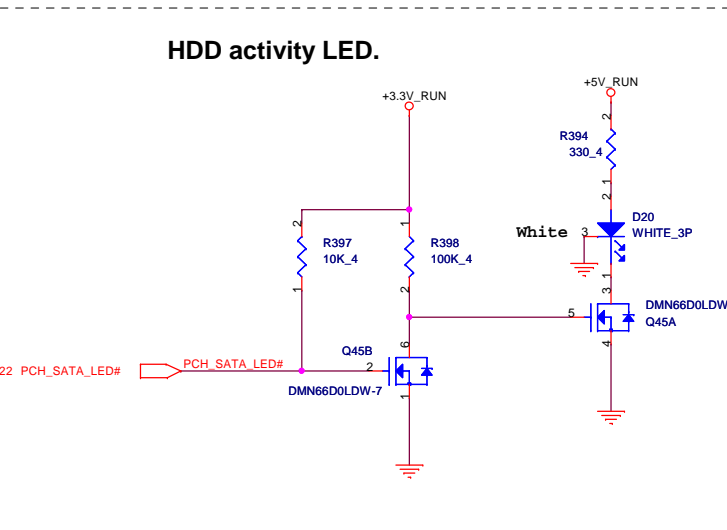 HDD activity LED.
+3.3V_RUN
+5V_RUN
2
R394
330_4
1
2
D20
WHITE_3P
White 3
1
2
R397
10K_4
1
1
R398
100K_4
2
3
DMN66D0LDW
5
Q45A
4
6
Q45B
22 PCH_SATA_LED#
PCH_SATA_LED#
2
DMN66D0LDW-7
1